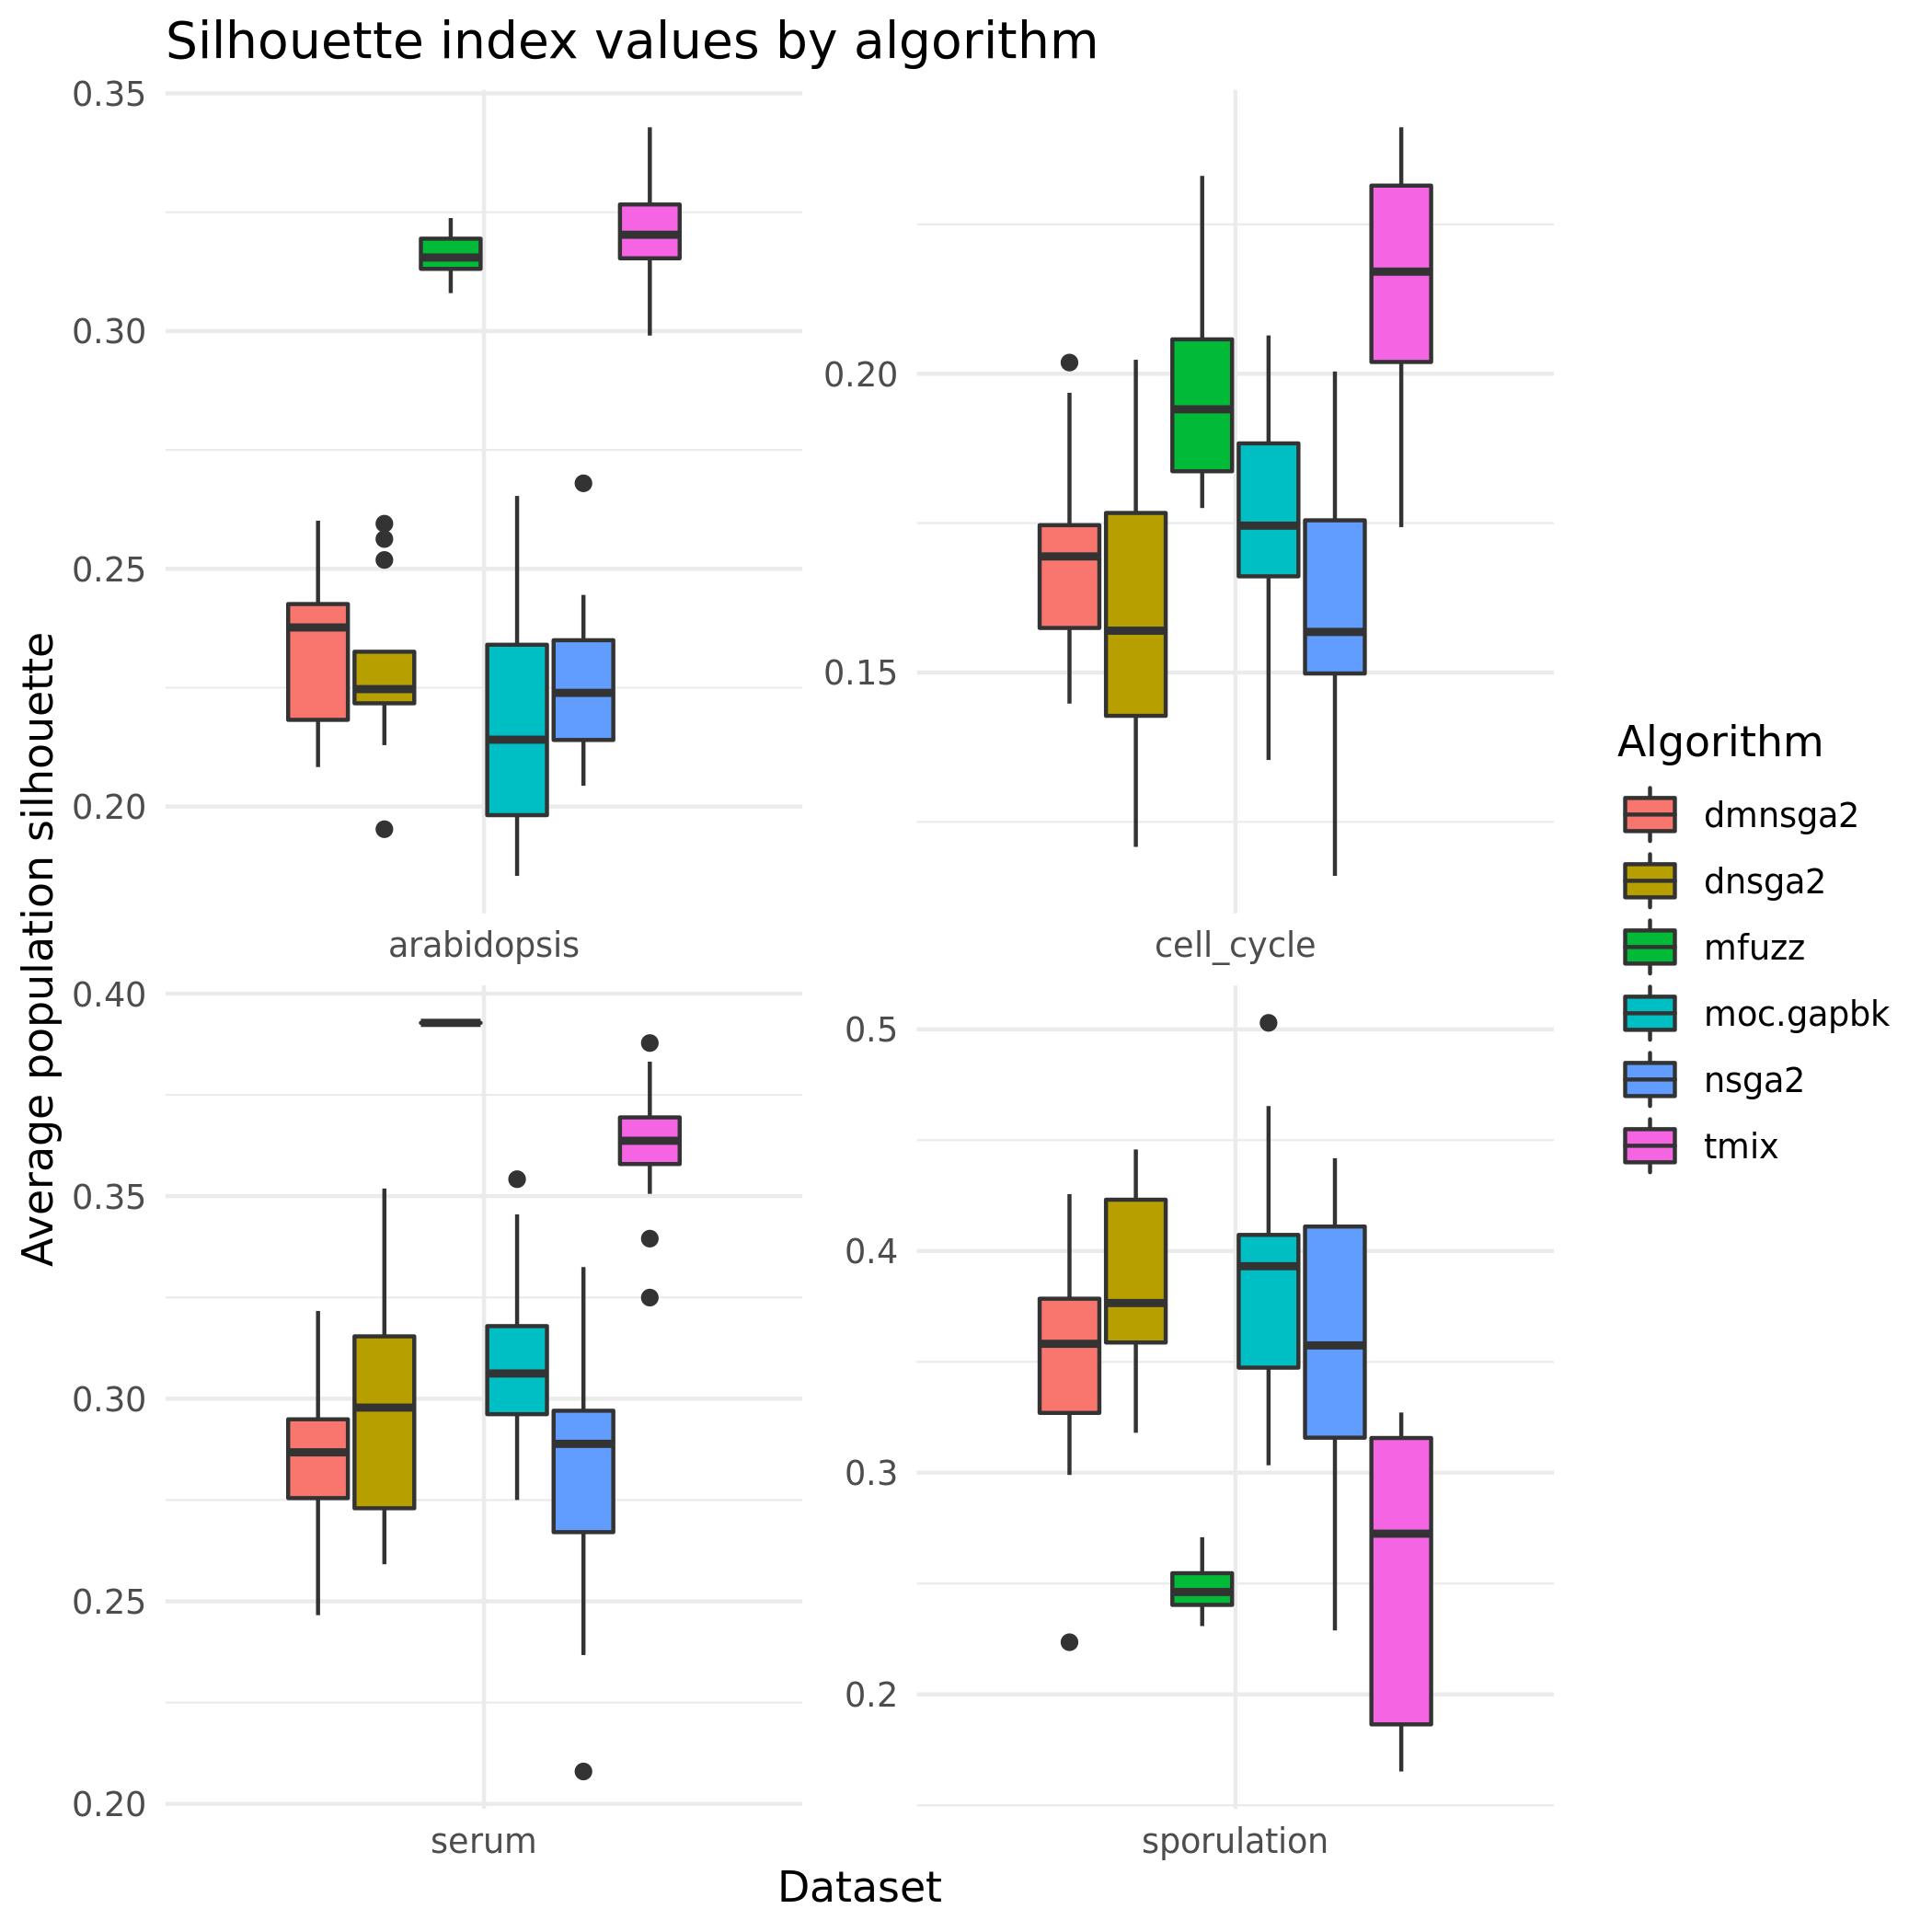 Silhouette index values by algorithm
Average population silhouette
0.35
0.30
0.25
0.20
arabidopsis
0.20
0.15
cell_cycle
0.40
0.35
0.30
0.25
0.20
serum
0.5
0.4
0.3
0.2
sporulation
Dataset
Algorithm
dmnsga2
dnsga2
mfuzz
moc.gapbk
nsga2
tmix